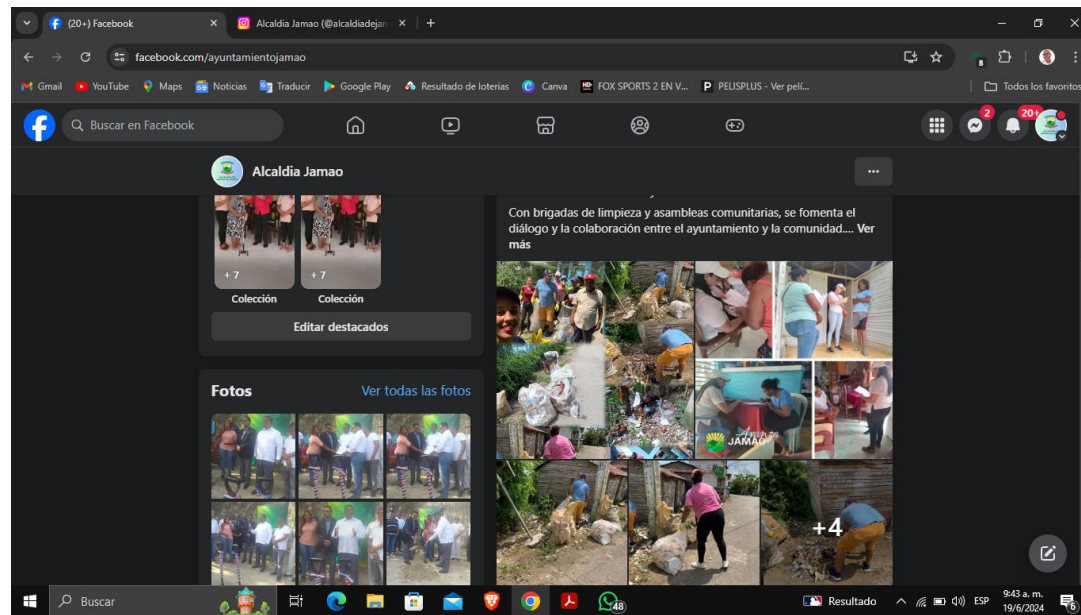 (20+) Facebook
Alcaldia Jamao (@alcaldiadejam
facebook.com/ayuntamientojamao
Gmail
YouTube
Maps
Noticias
Traducir
Google Play
Resultado de loterias
Canva
FOX SPORTS 2 EN V...
PELISPLUS - Ver pelí...
Todos los favoritos
Buscar en Facebook
2
20+
Alcaldia Jamao
Con brigadas de limpieza y asambleas comunitarias, se fomenta el
diálogo y la colaboración entre el ayuntamiento y la comunidad.... Ver
más
+7
+7
Colección
Colección
Editar destacados
Fotos
Ver todas las fotos
Avanza
JAMAO
+4
Buscar
48
Resultado
ESP
9:43 a. m.
19/6/2024
8